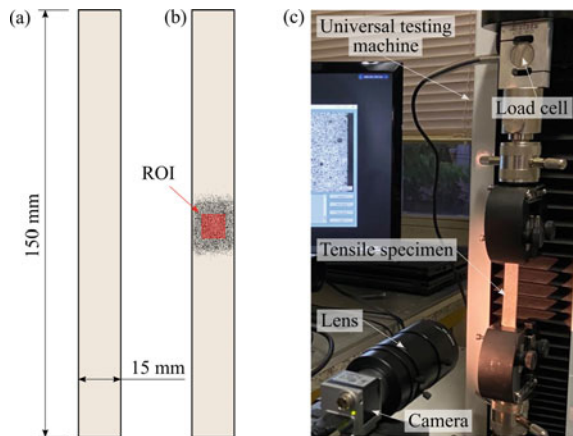 (a)
(b)
(c)
150 mm
ROI
15 mm
Universal testing
machine
Load cell
Tensile specimen
Lens
Camera